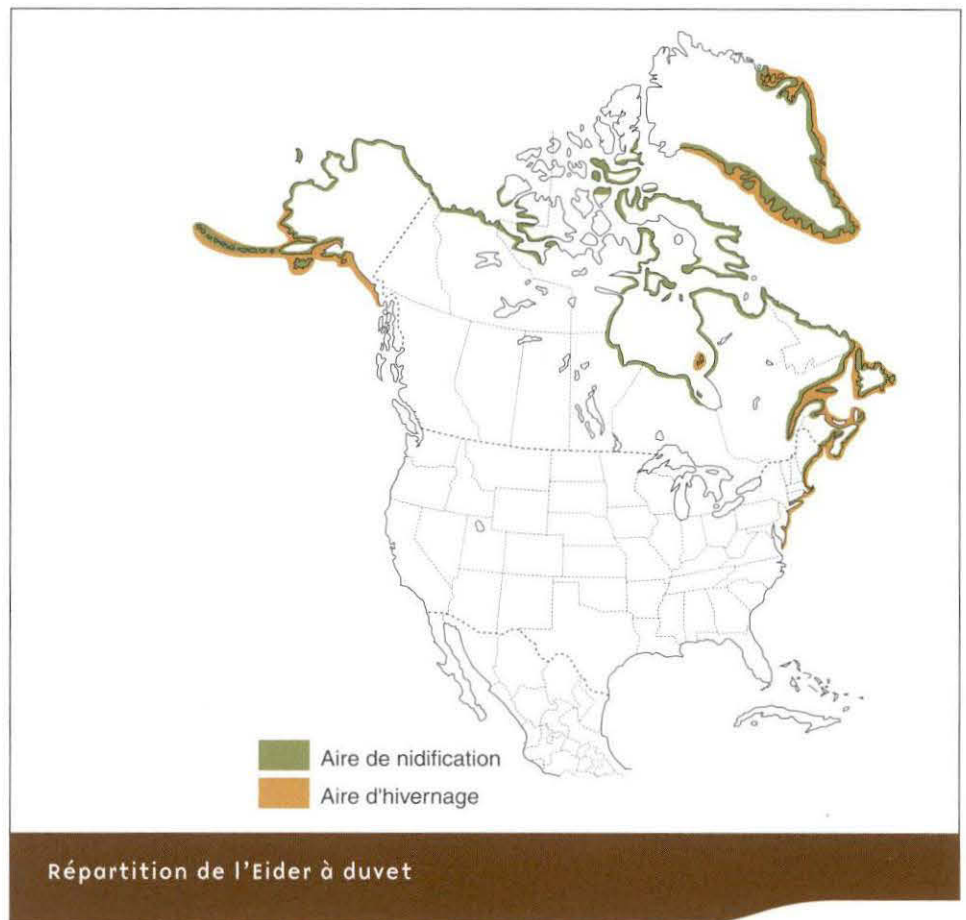 Aire de nidification
Aire d'hivernage
Répartition de l'Eider à duvet